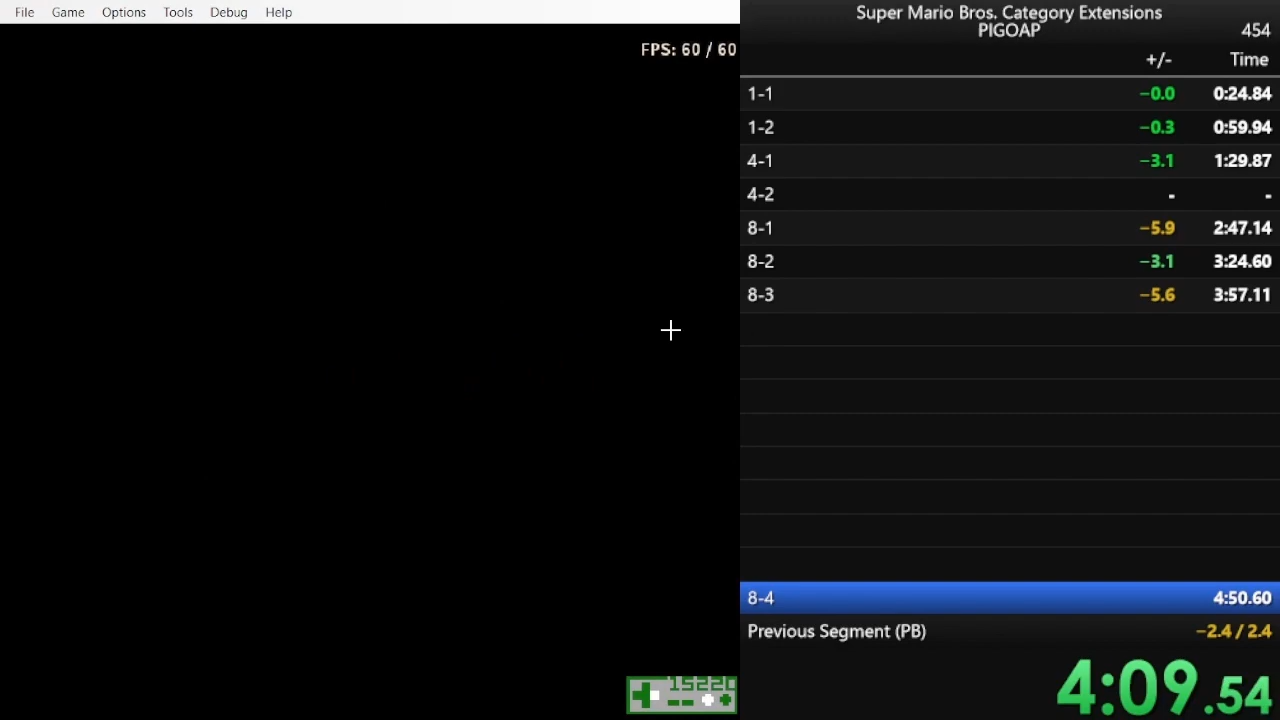 File Game Options Tools Debug Help
FPS: 60 / 60
Super Mario Bros. Category Extensions
PIGOAP 454
+/- Time
1-1 −0.0 0:24.84
1-2 −0.3 0:59.94
4-1 −3.1 1:29.87
4-2 - -
8-1 −5.9 2:47.14
8-2 −3.1 3:24.60
8-3 −5.6 3:57.11
8-4 4:50.60
Previous Segment (PB) −2.4 / 2.4
15220
4:09.54